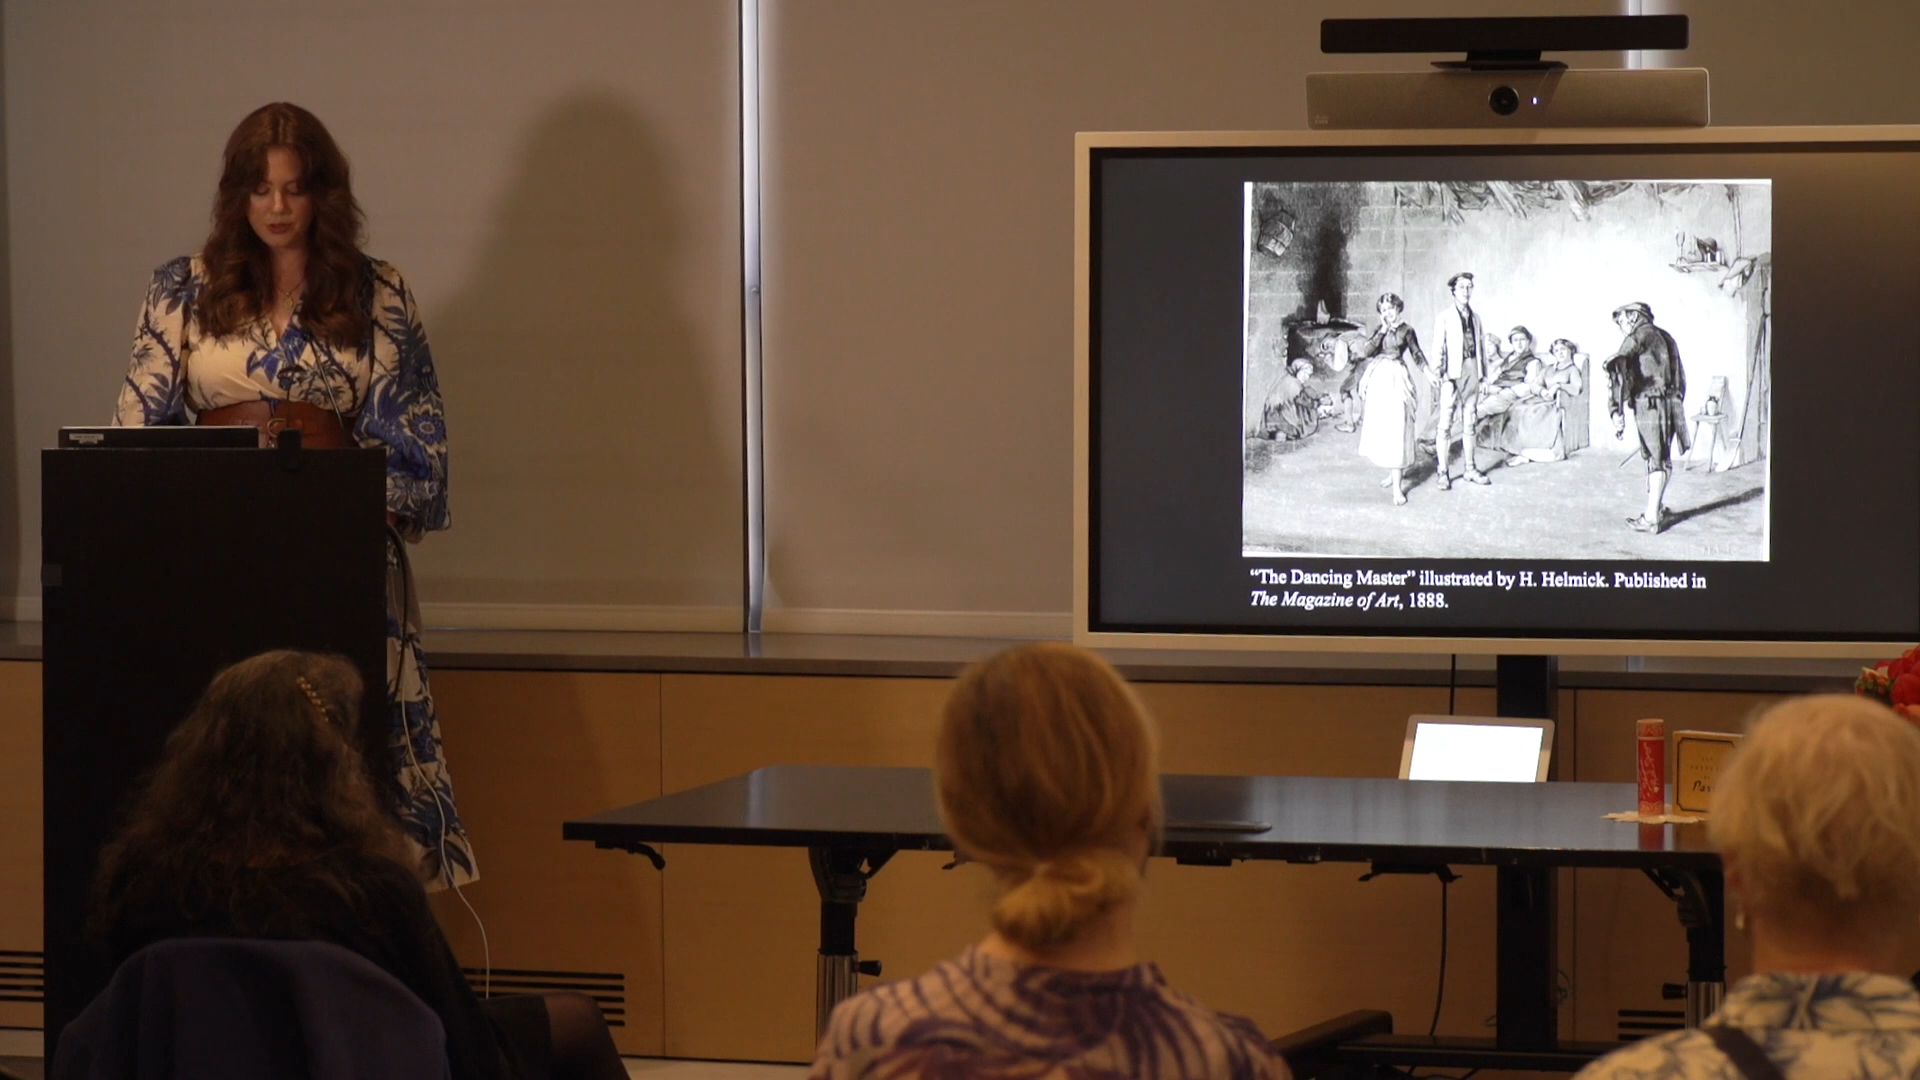 “The Dancing Master” illustrated by H. Helmick. Published in
The Magazine of Art, 1888.